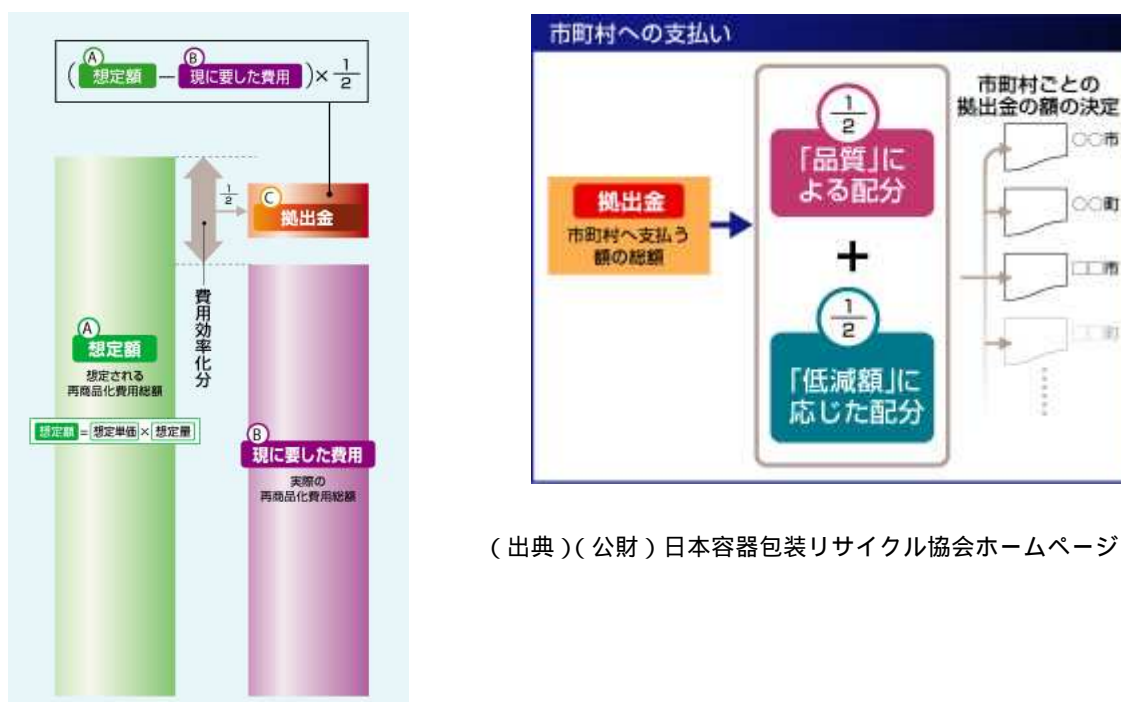 (Ⓐ想定額－Ⓑ現に要した費用)×1/2
1/2
Ⓒ
拠出金
費用効率化分
Ⓐ
想定額
想定される
再商品化費用総額
想定額=想定単価×想定量
Ⓑ
現に要した費用
実際の
再商品化費用総額
市町村への支払い
拠出金
市町村へ支払う
額の総額
1/2
「品質」に
よる配分
+
1/2
「低減額」に
応じた配分
市町村ごとの
拠出金の額の決定
○○市
○○町
□□市
□□町
(出典)(公財)日本容器包装リサイクル協会ホームページ